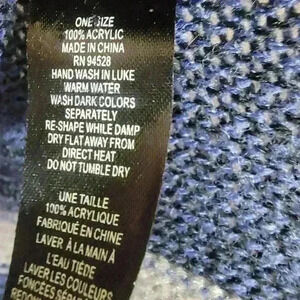 ONE SIZE
100% ACRYLIC
MADE IN CHINA
RN 94528
HAND WASH IN LUKE
WARM WATER
WASH DARK COLORS
SEPARATELY
RE-SHAPE WHILE DAMP
DRY FLAT AWAY FROM
DIRECT HEAT
DO NOT TUMBLE DRY
UNE TAILLE
100% ACRYLIQUE
FABRIQUÉ EN CHINE
LAVER À LA MAIN À
L'EAU TIÈDE
LAVER LES COULEURS
FONCÉES SÉPARÉ